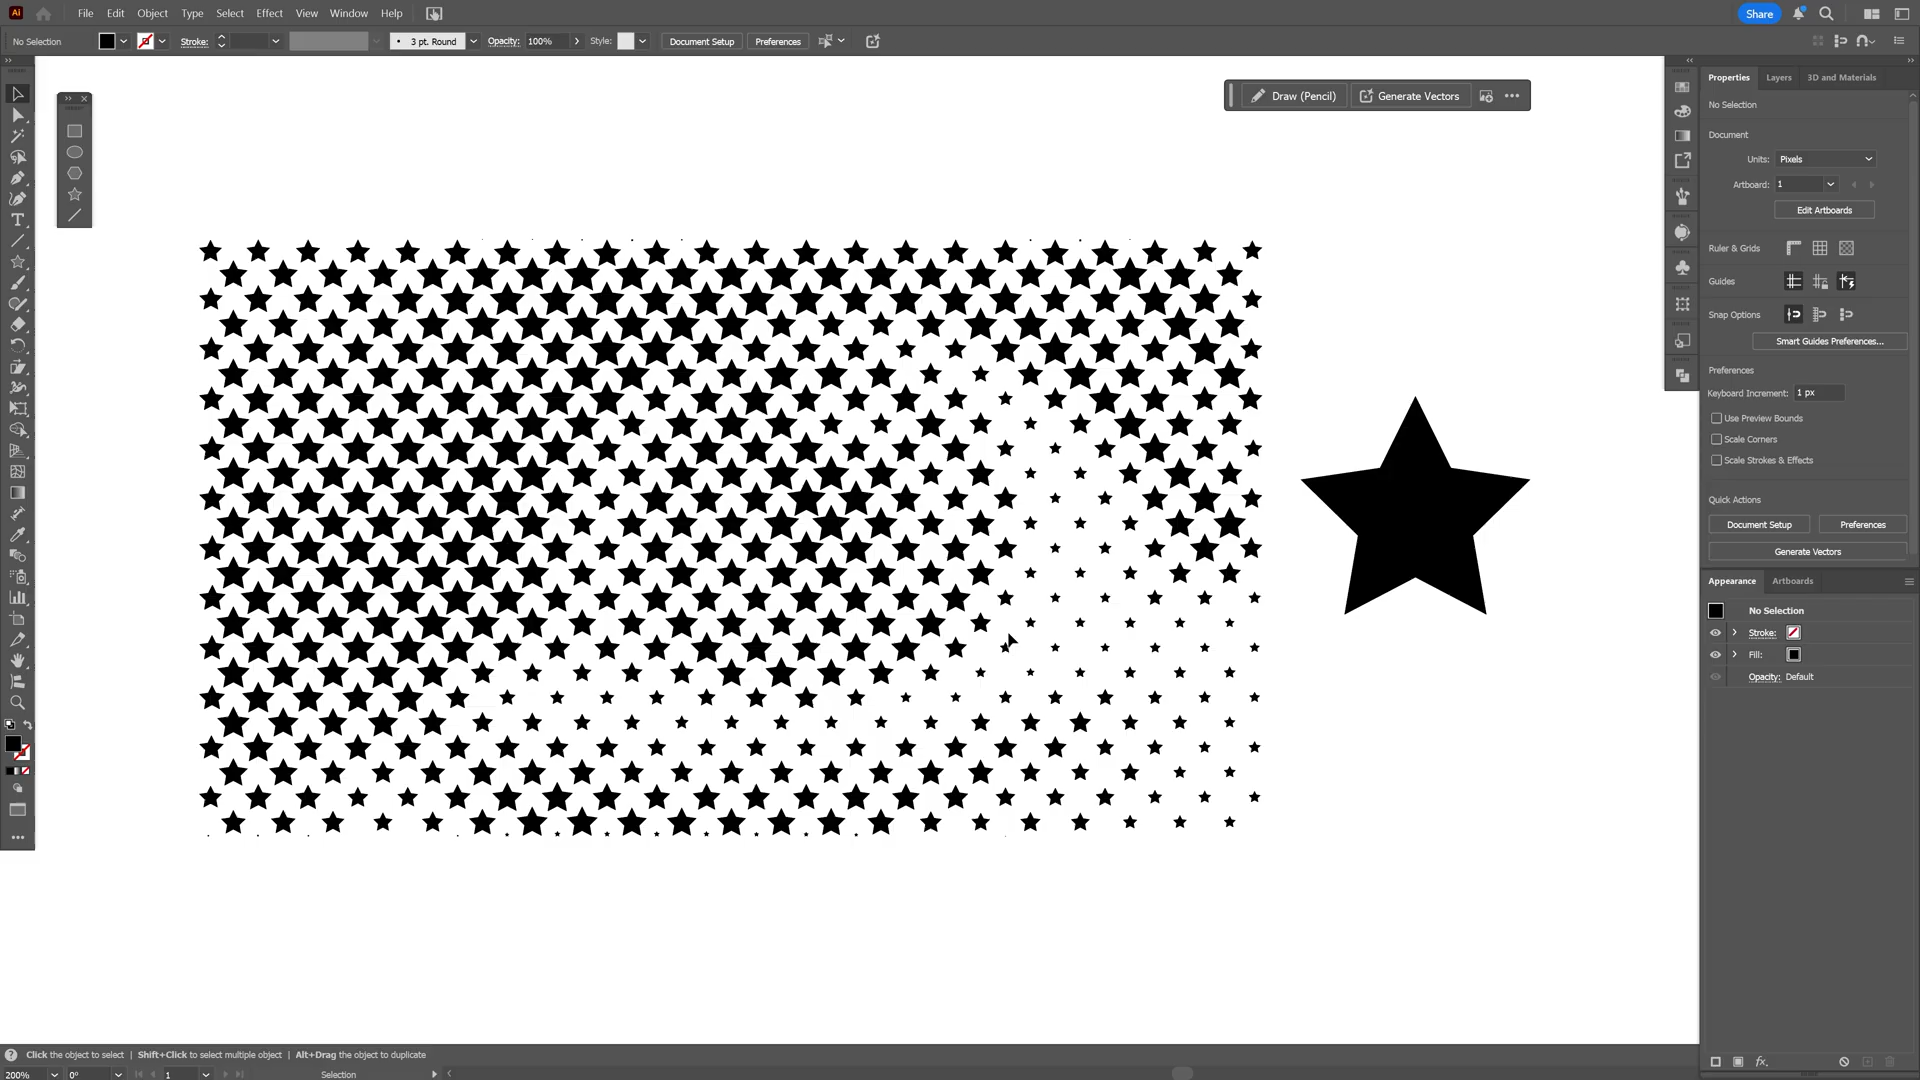 Ai File Edit Object Type Select Effect View Window Help Share
No Selection Stroke: 3 pt. Round Opacity: 100% Style: Document Setup Preferences
Draw (Pencil) Generate Vectors
Properties Layers 3D and Materials
No Selection
Document
Units: Pixels
Artboard: 1
Edit Artboards
Ruler & Grids
Guides
Snap Options
Smart Guides Preferences...
Preferences
Keyboard Increment: 1 px
Use Preview Bounds
Scale Corners
Scale Strokes & Effects
Quick Actions
Document Setup Preferences
Generate Vectors
Appearance Artboards
No Selection
Stroke:
Fill:
Opacity: Default
fx.
Click the object to select Shift+Click to select multiple object Alt+Drag the object to duplicate
200% 0° 1 Selection